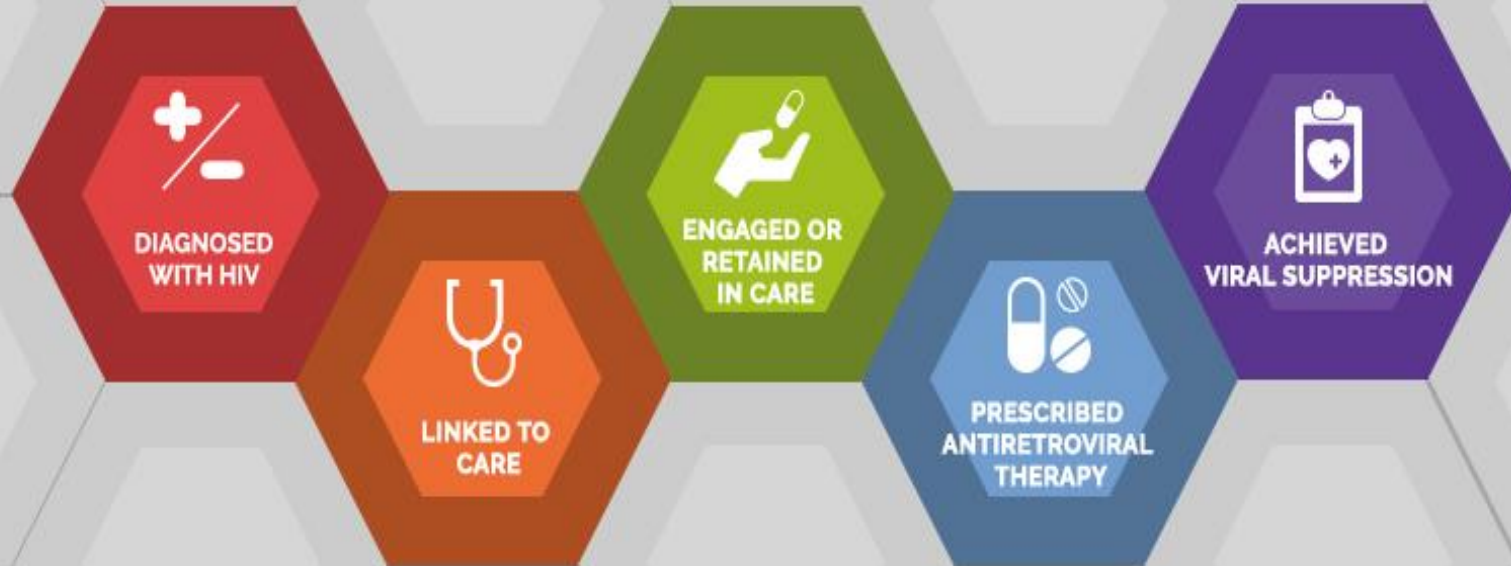 DIAGNOSED
WITH HIV
LINKED TO
CARE
ENGAGED OR
RETAINED
IN CARE
PRESCRIBED
ANTIRETROVIRAL
THERAPY
ACHIEVED
VIRAL SUPPRESSION